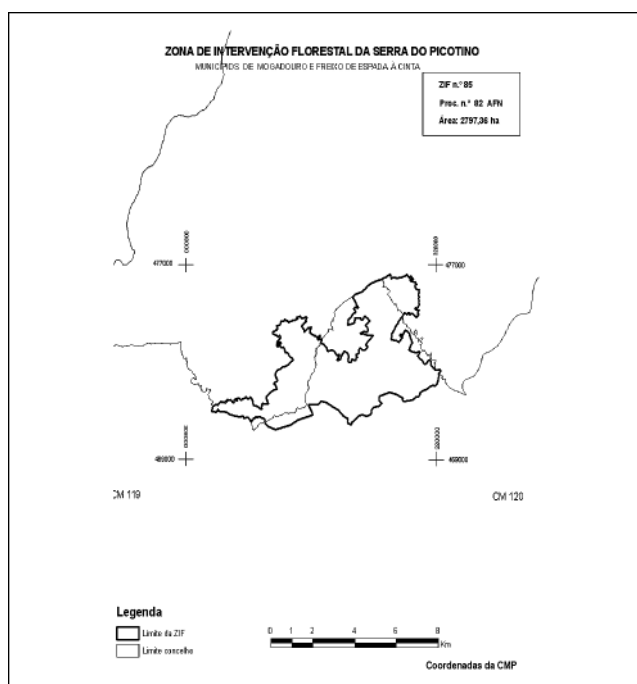 ZONA DE INTERVENÇÃO FLORESTAL DA SERRA DO PICOTINO
MUNICÍPIOS DE MOGADOURO E FREIXO DE ESPADA À CINTA
ZIF n.º 85
Proc. n.º 82 AFN
Área: 2797,36 ha
477000
477000
469000
469000
CM 119
CM 120
Legenda
Limite da ZIF
Limite concelho
0 1 2 4 6 8
Km
Coordenadas da CMP